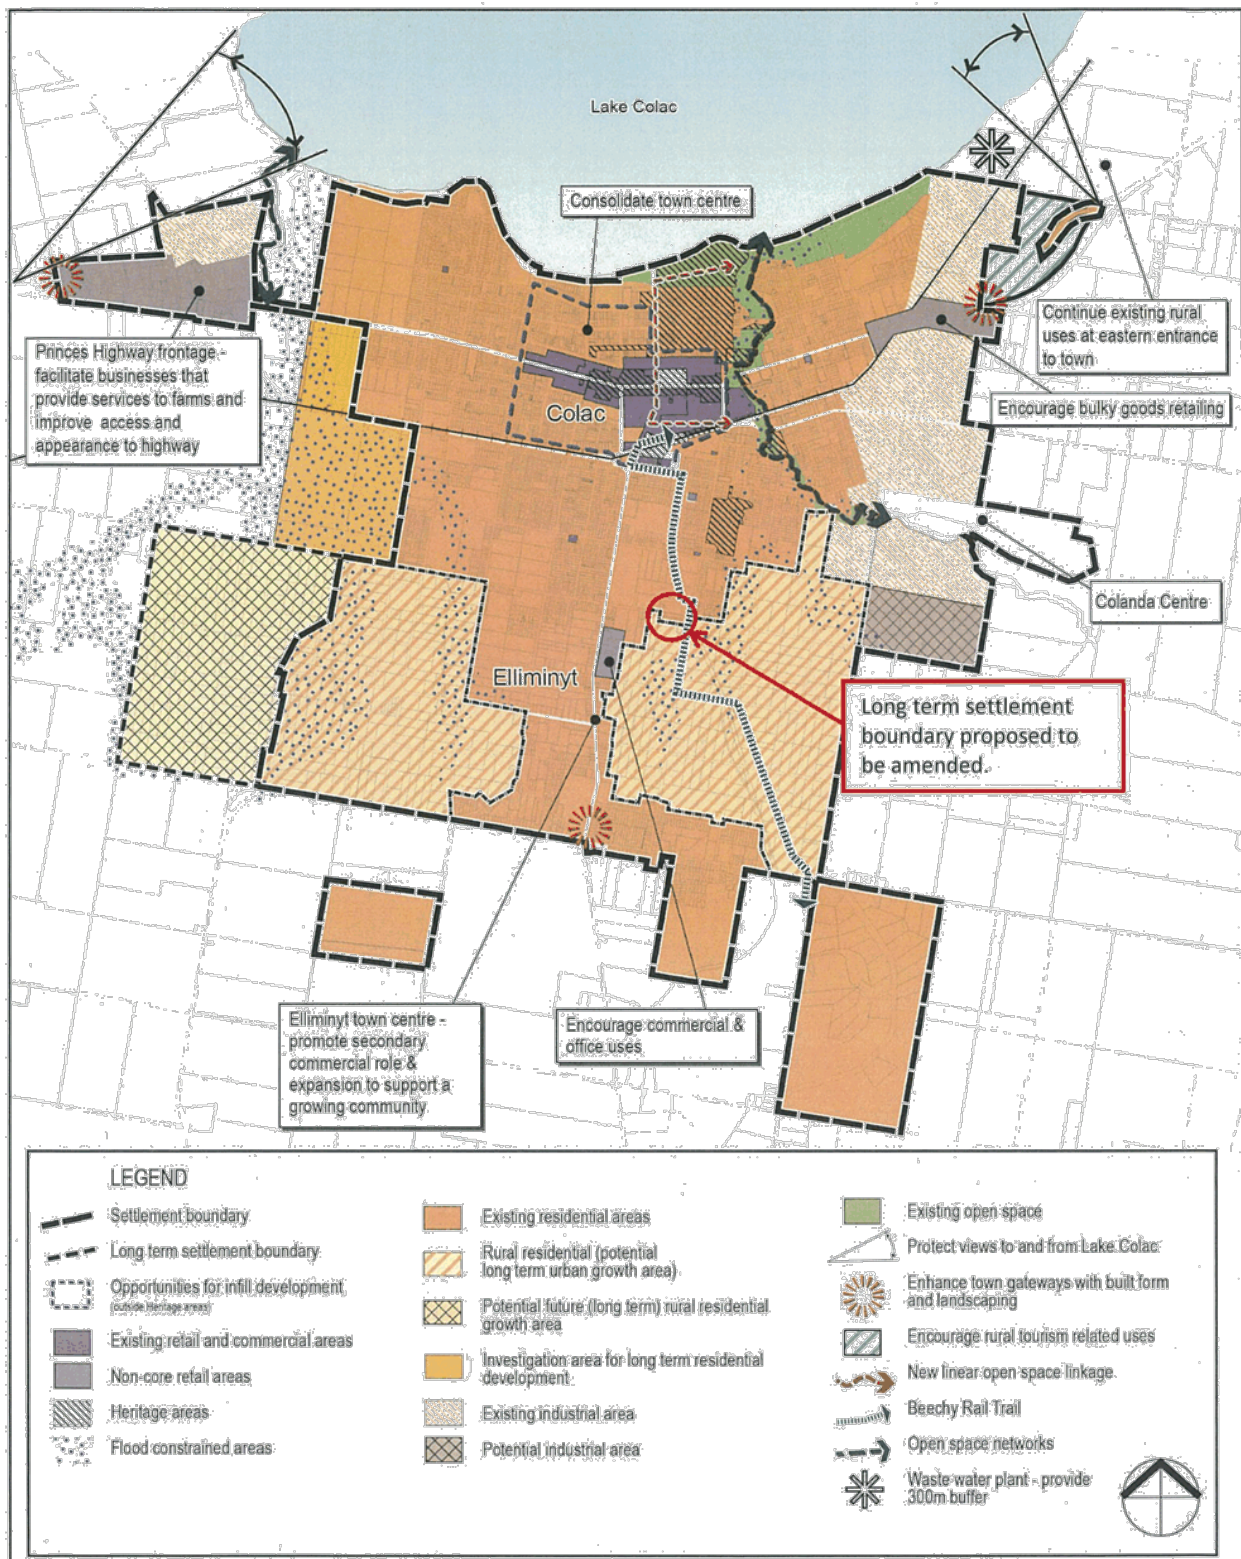 Lake Colac
Consolidate town centre
Continue existing rural
uses at eastern entrance
to town
Princes Highway frontage -
facilitate businesses that
provide services to farms and
improve access and
appearance to highway
Encourage bulky goods retailing
Colac
Colanda Centre
Elliminyt
Long term settlement
boundary proposed to
be amended.
Elliminyt town centre -
promote secondary
commercial role &
expansion to support a
growing community
Encourage commercial &
office uses
LEGEND
Settlement boundary
Long term settlement boundary
Opportunities for infill development
(outside Heritage areas)
Existing retail and commercial areas
Non-core retail areas
Heritage areas
Flood constrained areas
Existing residential areas
Rural residential (potential
long term urban growth area)
Potential future (long term) rural residential
growth area
Investigation area for long term residential
development
Existing industrial area
Potential industrial area
Existing open space
Protect views to and from Lake Colac
Enhance town gateways with built form
and landscaping
Encourage rural tourism related uses
New linear open space linkage
Beechy Rail Trail
Open space networks
Waste water plant - provide
300m buffer